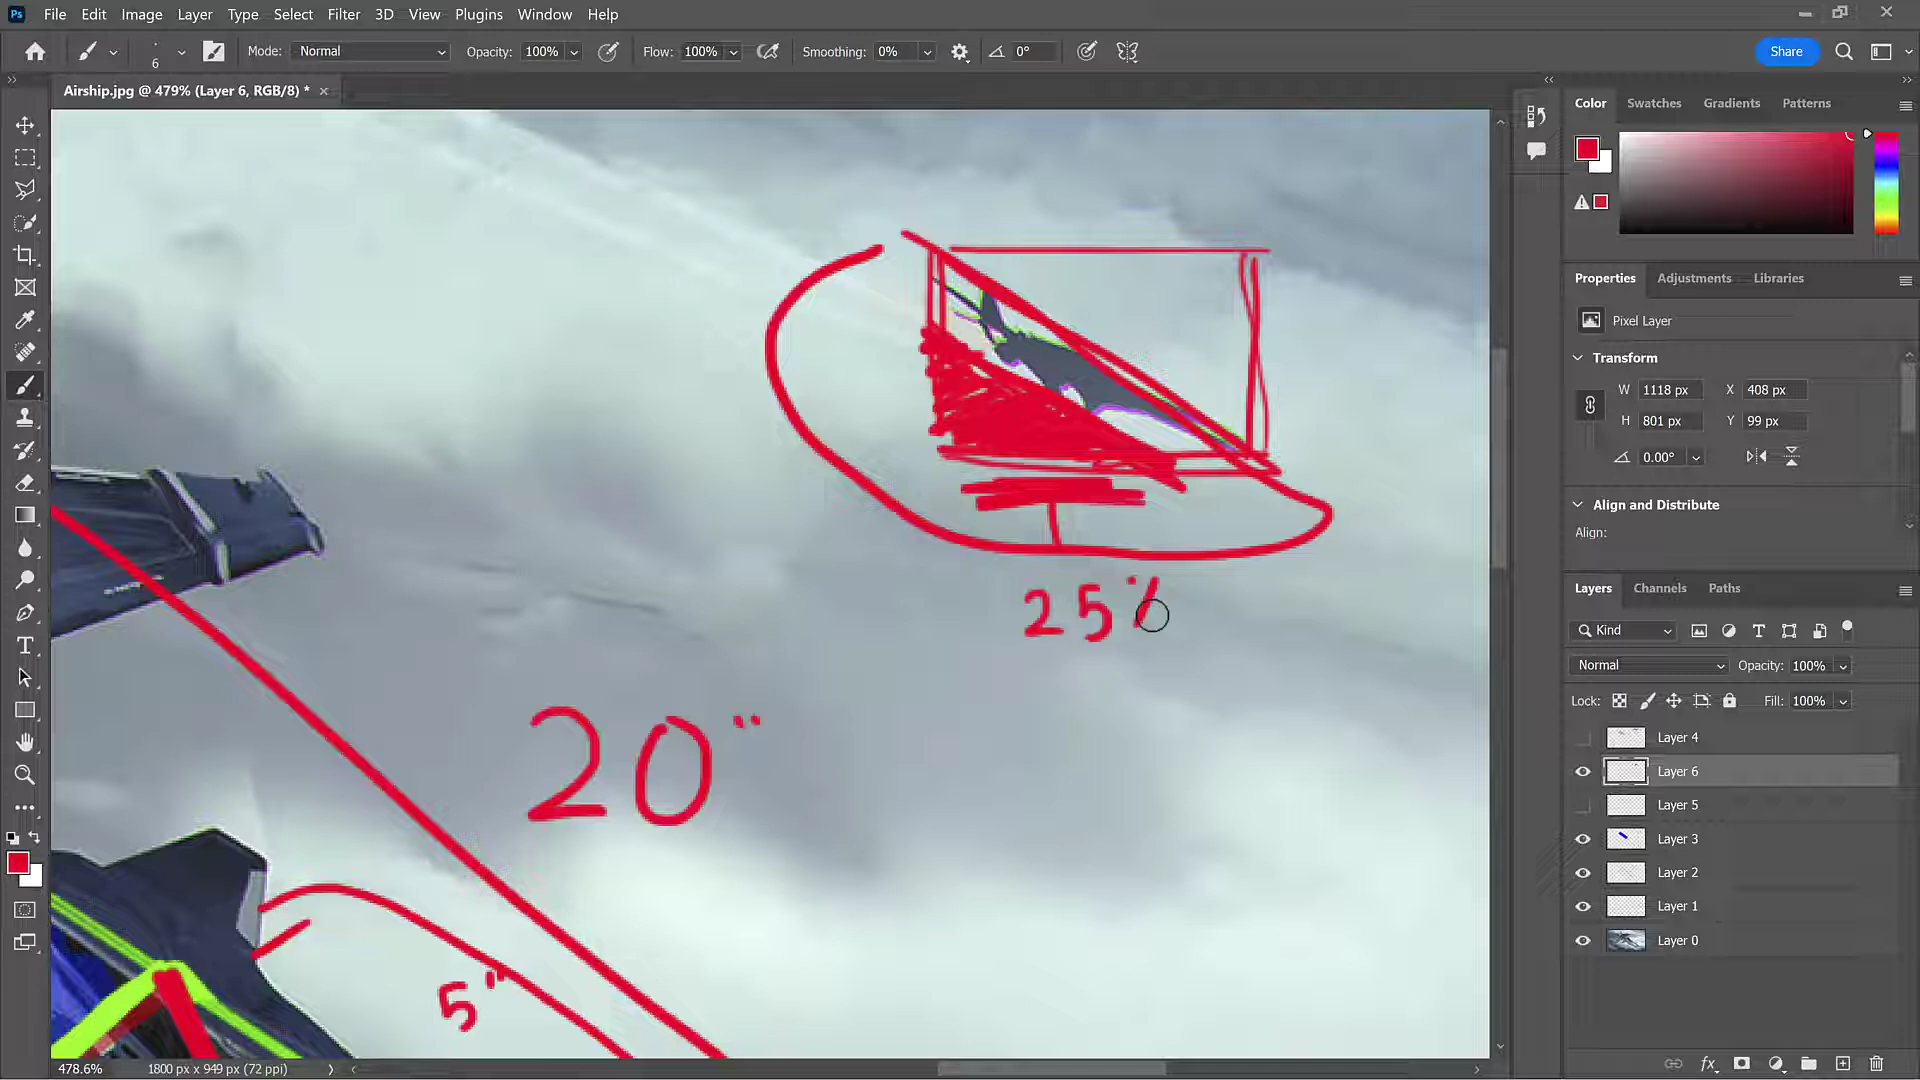 Ps File Edit Image Layer Type Select Filter 3D View Plugins Window Help
6 Mode: Normal Opacity: 100% Flow: 100% Smoothing: 0% 0° Share
Airship.jpg @ 479% (Layer 6, RGB/8) *
Color Swatches Gradients Patterns
Properties Adjustments Libraries
Pixel Layer
Transform
W 1118 px X 408 px
H 801 px Y 99 px
0.00°
Align and Distribute
Align:
Layers Channels Paths
Kind
Normal Opacity: 100%
Lock: Fill: 100%
Layer 4
Layer 6
Layer 5
Layer 3
Layer 2
Layer 1
Layer 0
25%
20"
5"
478.6% 1800 px x 949 px (72 ppi)